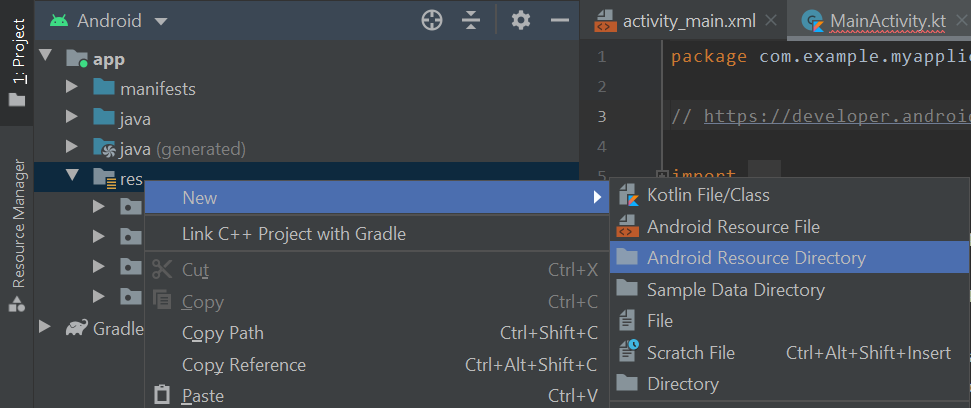 Android
activity_main.xml
MainActivity.kt
1: Project
Resource Manager
app
manifests
java
java (generated)
res
Gradle
1 package com.example.myapplic
2
3 // https://developer.android
4
5 import ...
New
Link C++ Project with Gradle
Cut Ctrl+X
Copy Ctrl+C
Copy Path Ctrl+Shift+C
Copy Reference Ctrl+Alt+Shift+C
Paste Ctrl+V
Kotlin File/Class
Android Resource File
Android Resource Directory
Sample Data Directory
File
Scratch File Ctrl+Alt+Shift+Insert
Directory